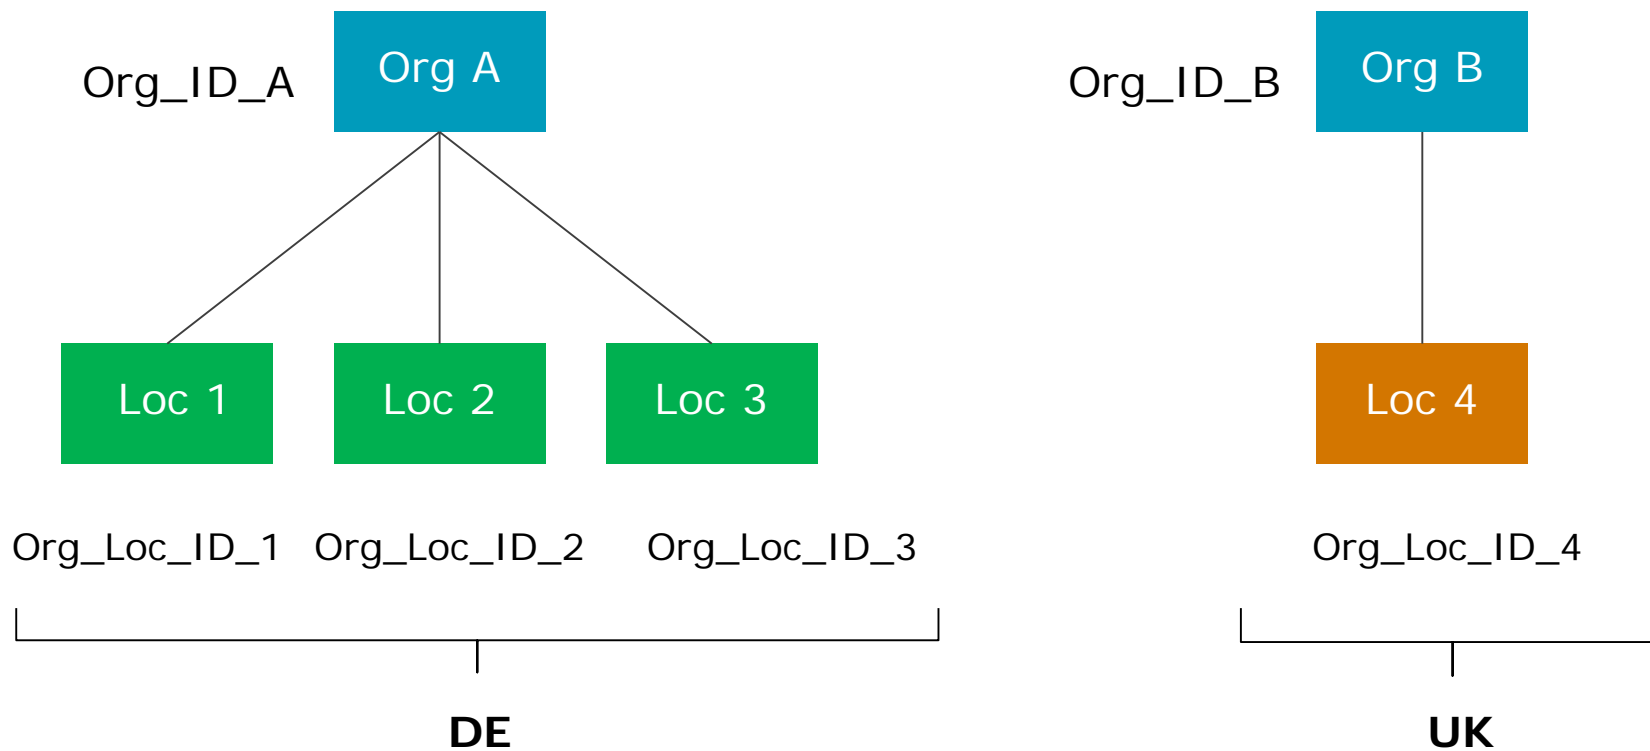 Org_ID_A
Org A
Org_ID_B
Org B
Loc 1
Loc 2
Loc 3
Loc 4
Org_Loc_ID_1
Org_Loc_ID_2
Org_Loc_ID_3
Org_Loc_ID_4
DE
UK